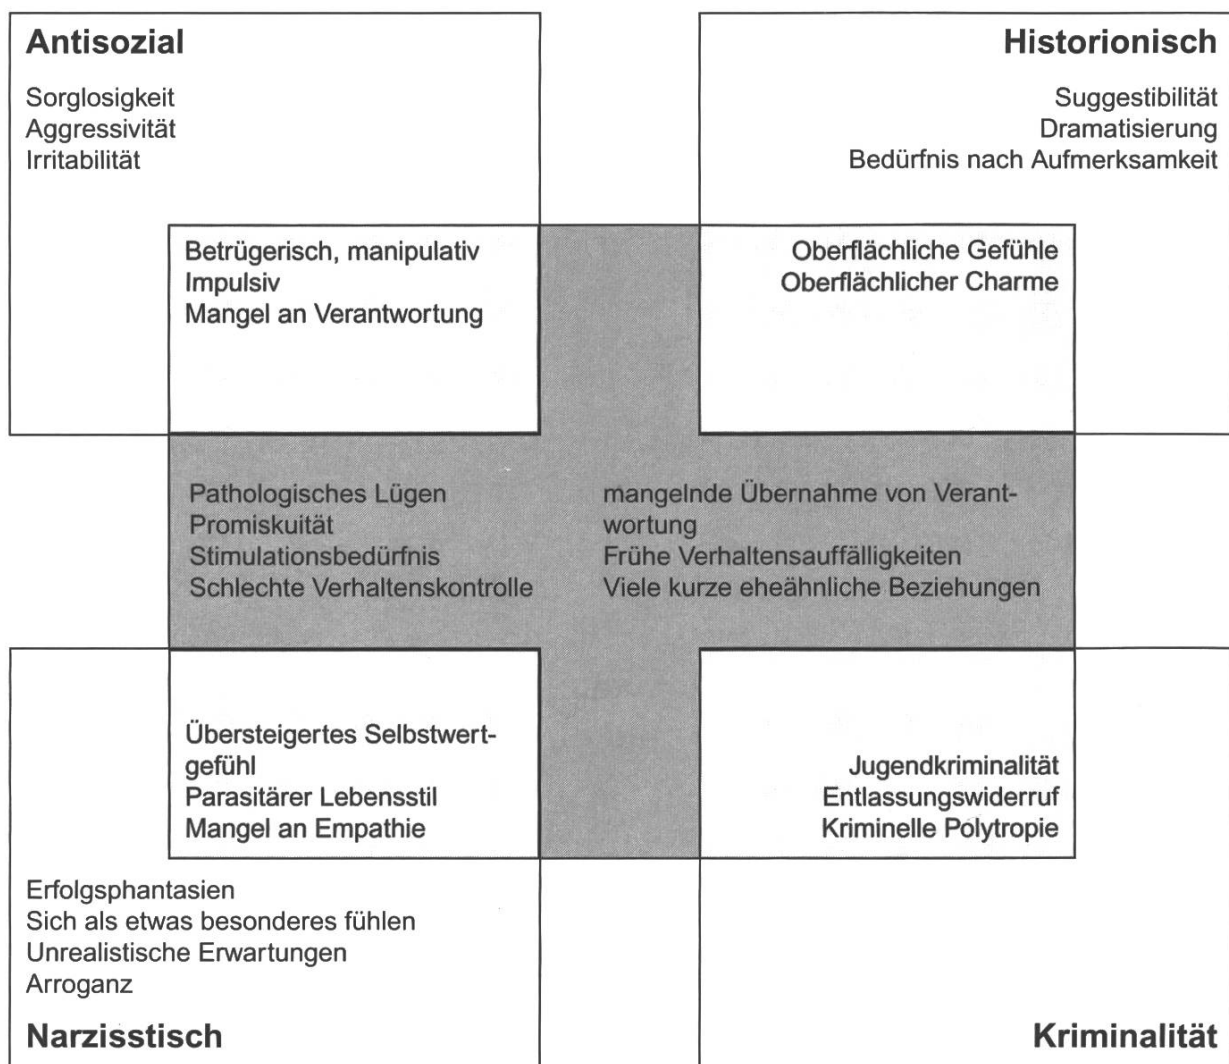 Antisozial
Sorglosigkeit
Aggressivität
Irritabilität
Historionisch
Suggestibilität
Dramatisierung
Bedürfnis nach Aufmerksamkeit
Betrügerisch, manipulativ
Impulsiv
Mangel an Verantwortung
Oberflächliche Gefühle
Oberflächlicher Charme
Pathologisches Lügen
Promiskuität
Stimulationsbedürfnis
Schlechte Verhaltenskontrolle
mangelnde Übernahme von Verant-
wortung
Frühe Verhaltensauffälligkeiten
Viele kurze eheähnliche Beziehungen
Übersteigertes Selbstwert-
gefühl
Parasitärer Lebensstil
Mangel an Empathie
Jugendkriminalität
Entlassungswiderruf
Kriminelle Polytropie
Erfolgsphantasien
Sich als etwas besonderes fühlen
Unrealistische Erwartungen
Arroganz
Narzisstisch
Kriminalität